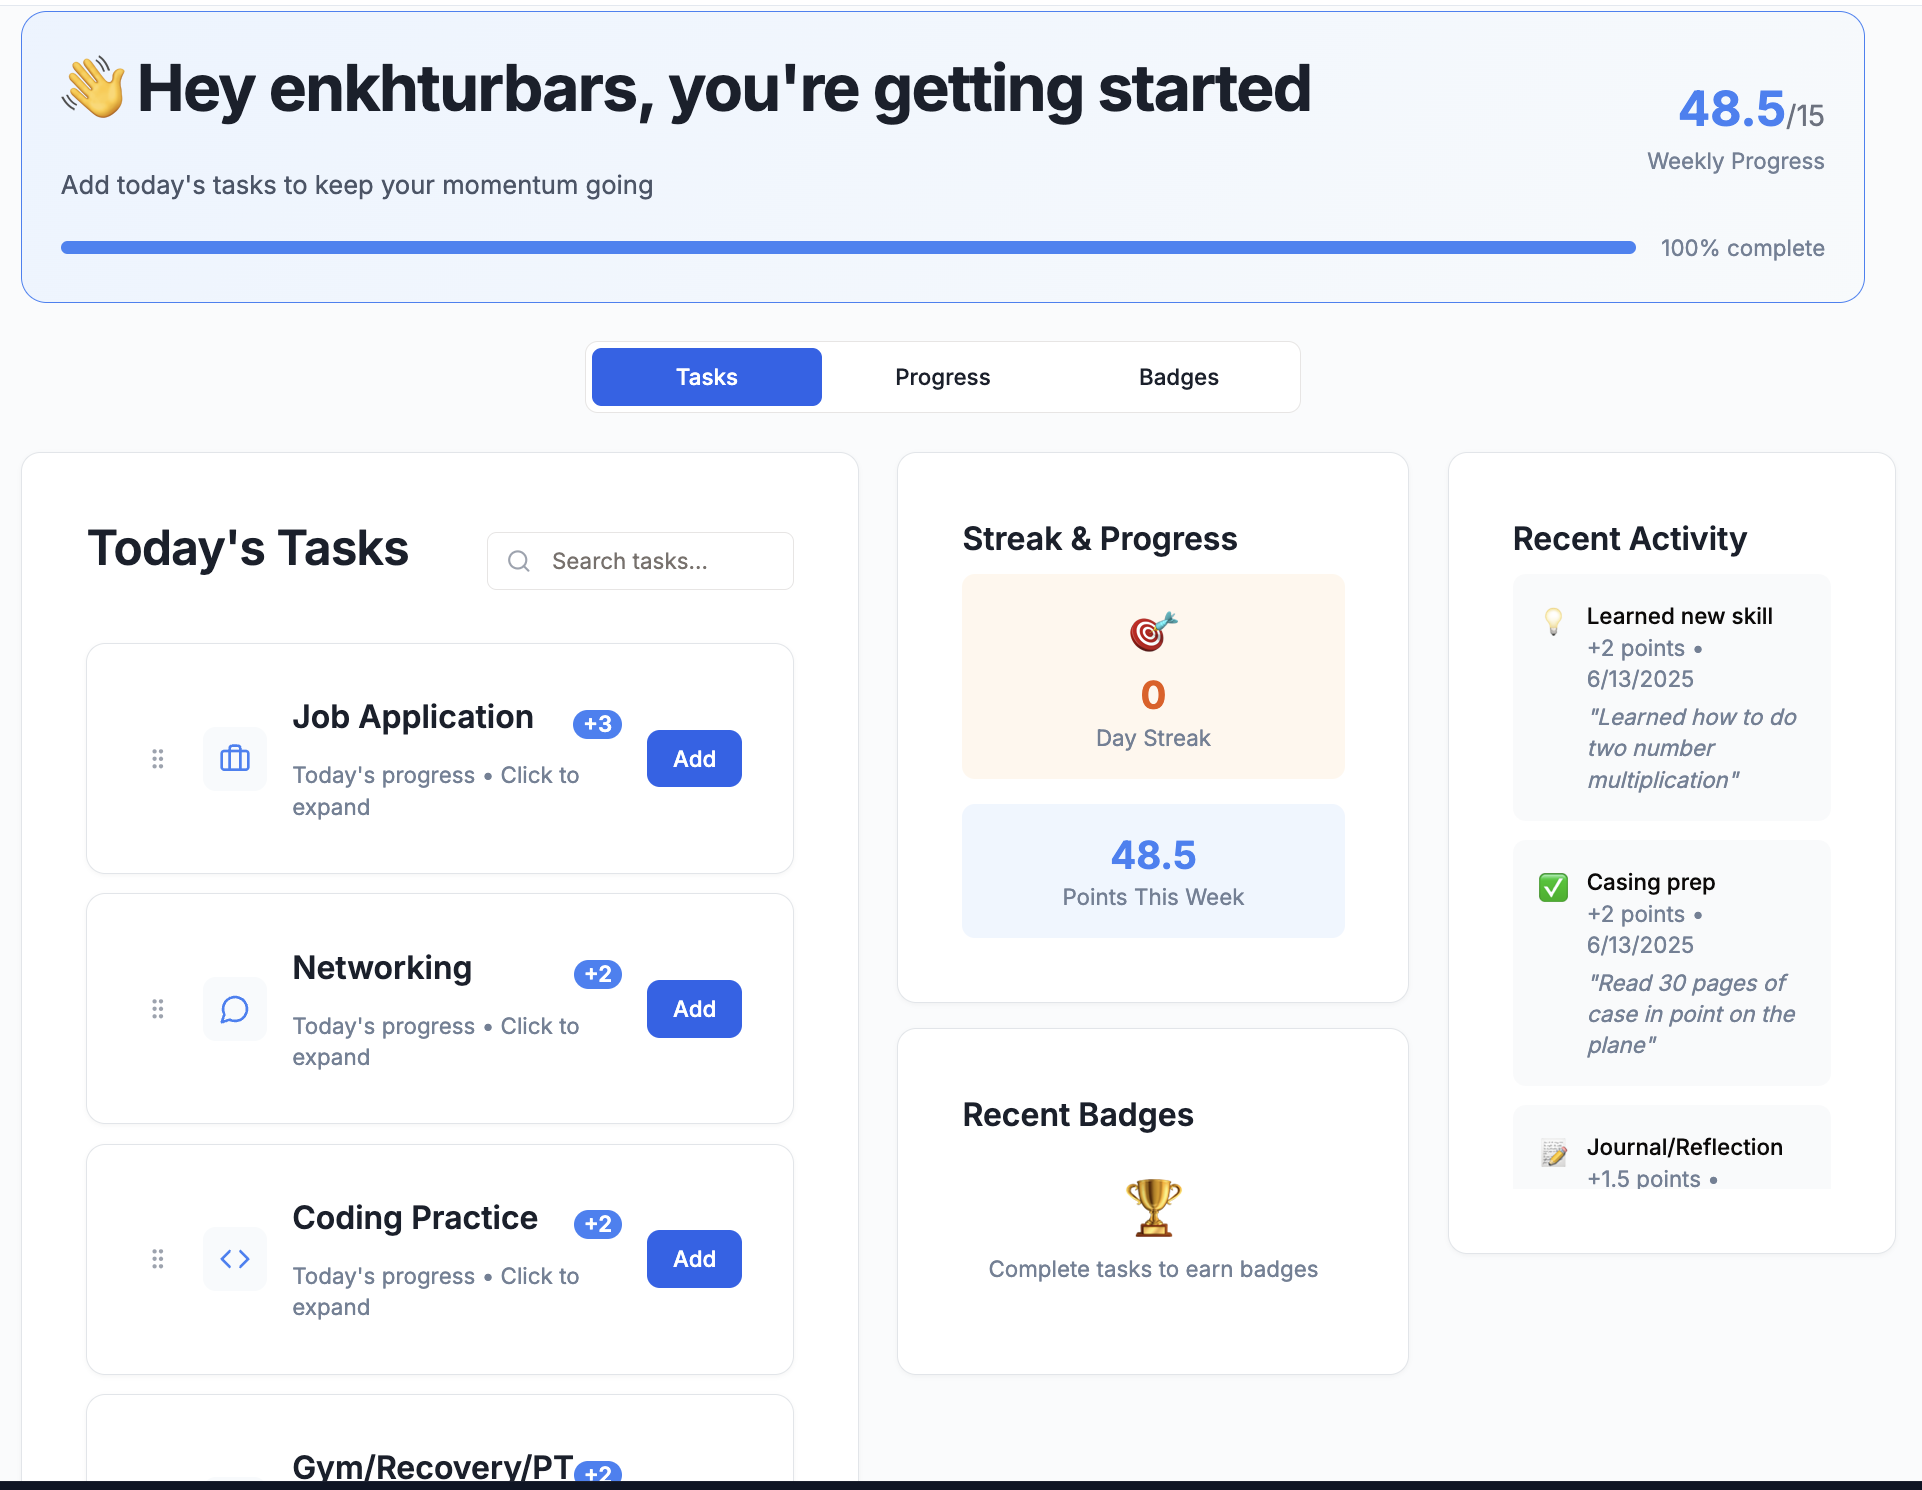 Hey enkhturbars, you're getting started
48.5/15
Weekly Progress
Add today's tasks to keep your momentum going
100% complete
Tasks
Progress
Badges
Today's Tasks
Search tasks...
Job Application
+3
Today's progress • Click to
expand
Add
Networking
+2
Today's progress • Click to
expand
Add
Coding Practice
+2
Today's progress • Click to
expand
Add
Gym/Recovery/PT
+2
Streak & Progress
0
Day Streak
48.5
Points This Week
Recent Badges
Complete tasks to earn badges
Recent Activity
Learned new skill
+2 points •
6/13/2025
"Learned how to do
two number
multiplication"
Casing prep
+2 points •
6/13/2025
"Read 30 pages of
case in point on the
plane"
Journal/Reflection
+1.5 points •